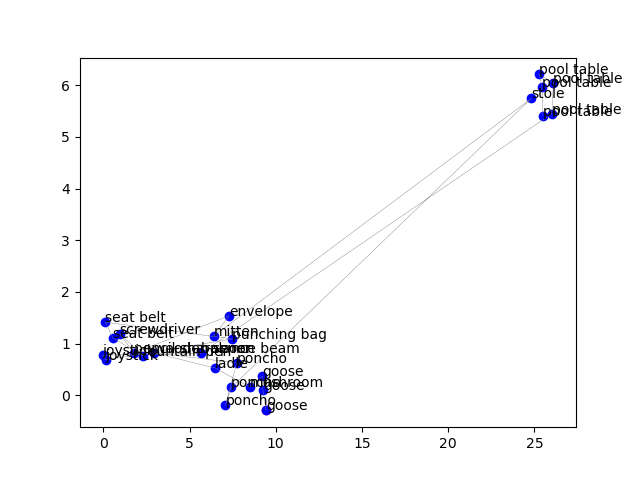 pool table
pool table
pool table
stole
pool table
pool table
6
5
4
3
2
1
0
envelope
seat belt
screwdriver
seat belt
mitten
punching bag
joystick
joystick
beam
poncho
ladle
goose
poncho
mushroom
goose
poncho
goose
0
5
10
15
20
25